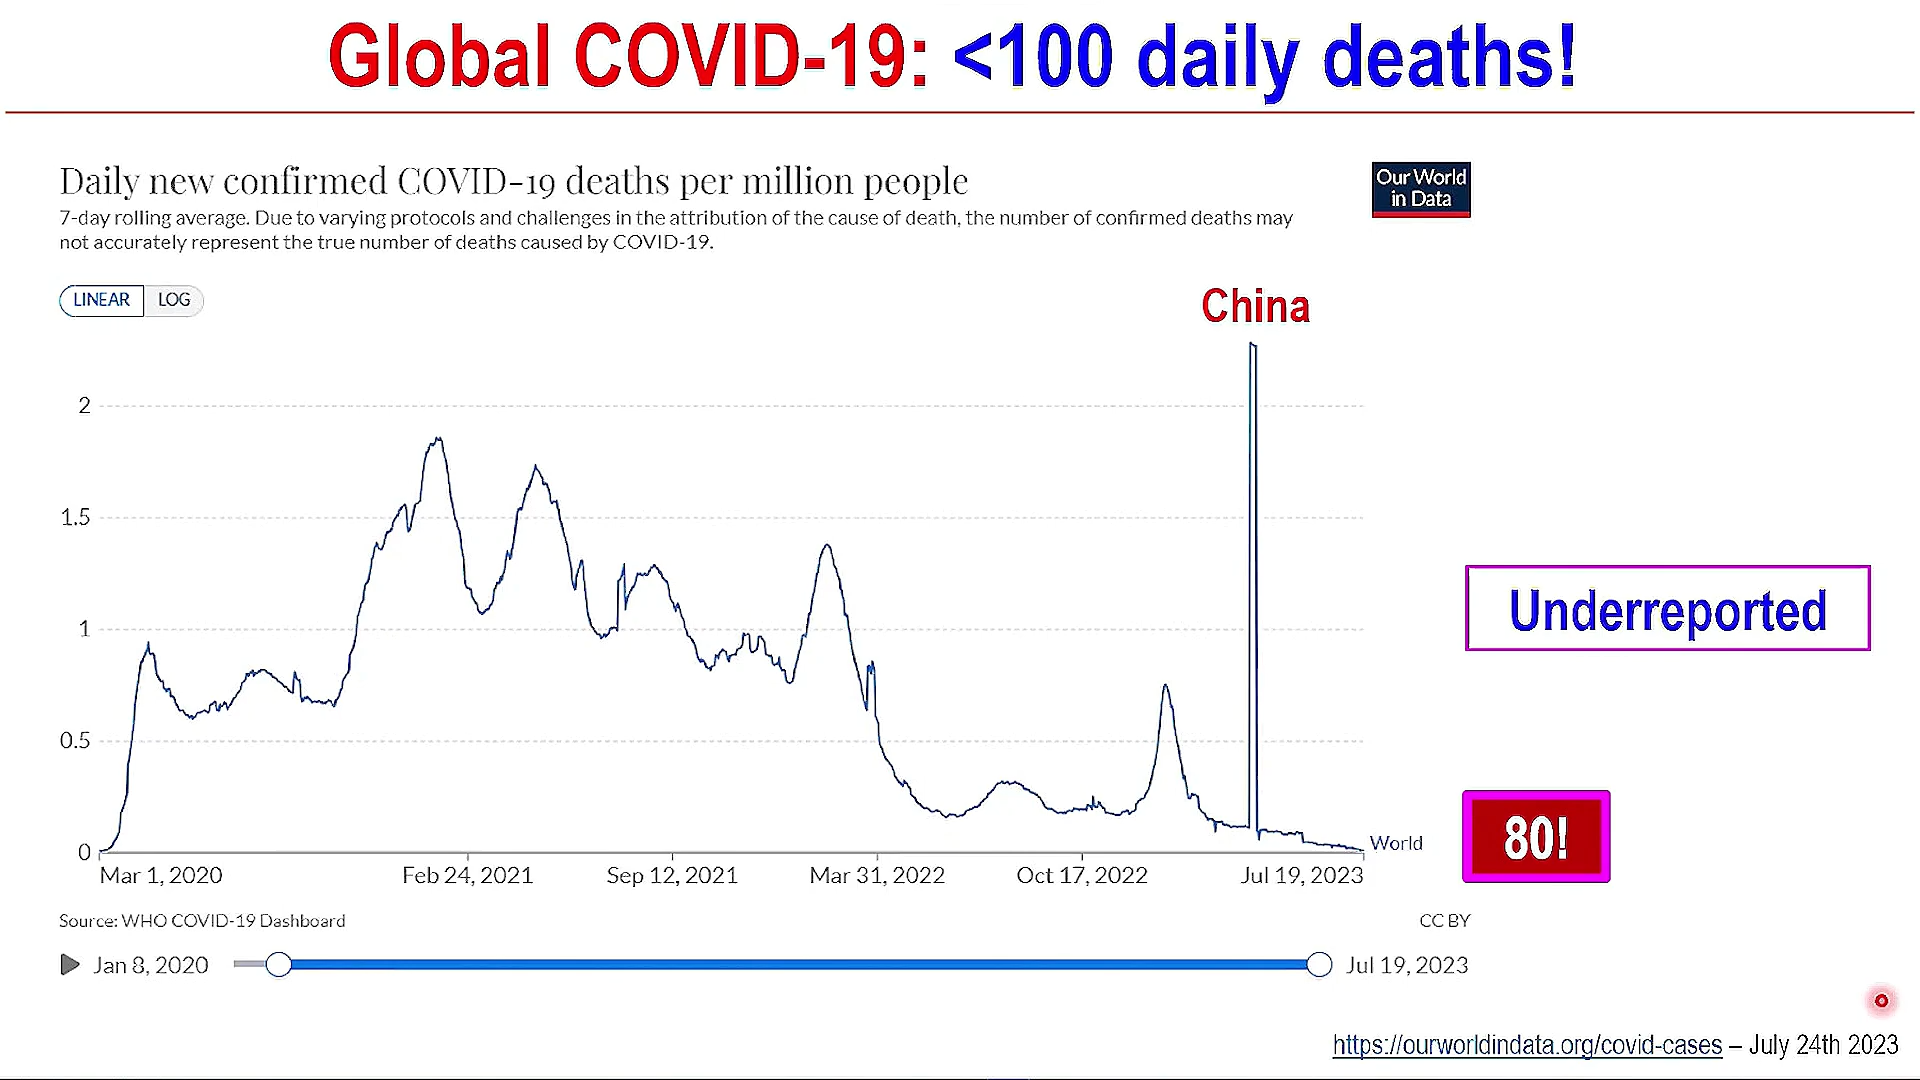 Global COVID-19: <100 daily deaths!
Daily new confirmed COVID-19 deaths per million people
7-day rolling average. Due to varying protocols and challenges in the attribution of the cause of death, the number of confirmed deaths may
not accurately represent the true number of deaths caused by COVID-19.
Our World
in Data
LINEAR LOG
China
2
1.5
1
0.5
0
Underreported
World
80!
Mar 1, 2020 Feb 24, 2021 Sep 12, 2021 Mar 31, 2022 Oct 17, 2022 Jul 19, 2023
Source: WHO COVID-19 Dashboard CC BY
Jan 8, 2020 Jul 19, 2023
https://ourworldindata.org/covid-cases – July 24th 2023